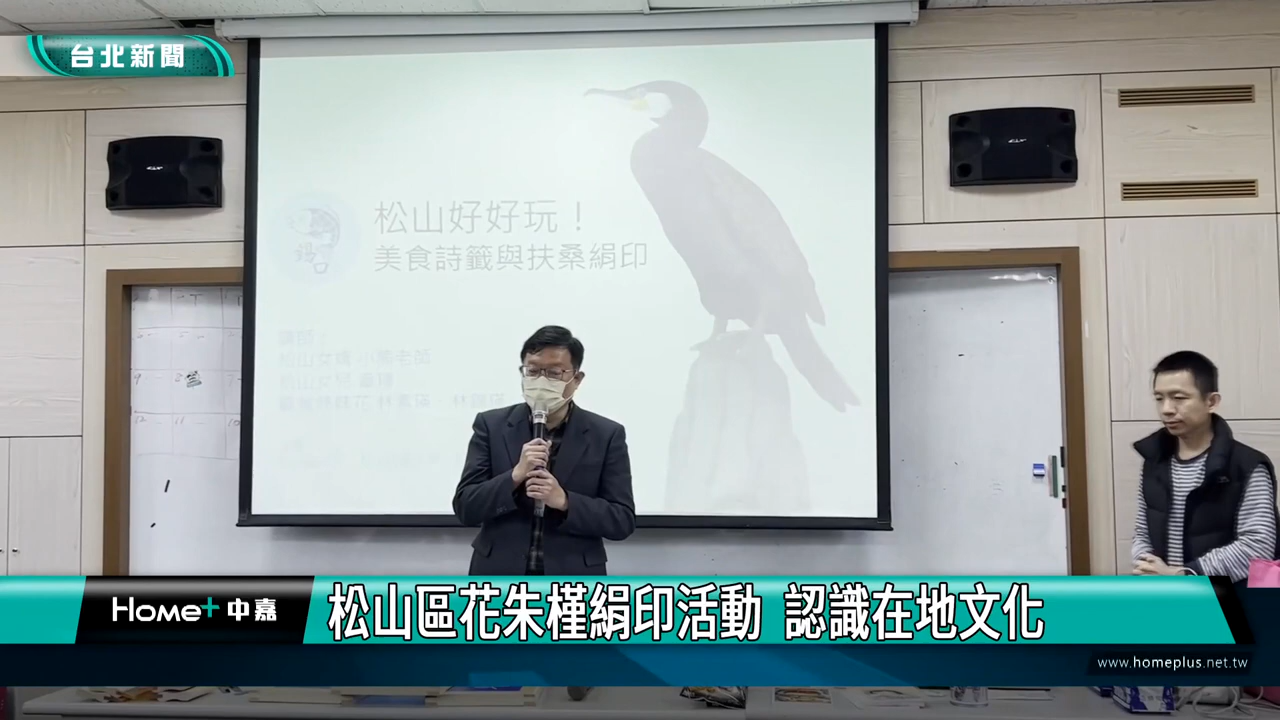 台北新聞
松山好好玩！
美食詩籤與扶桑絹印
錫口
講師：
Home+中嘉
松山區花朱槿絹印活動 認識在地文化
www.homeplus.net.tw